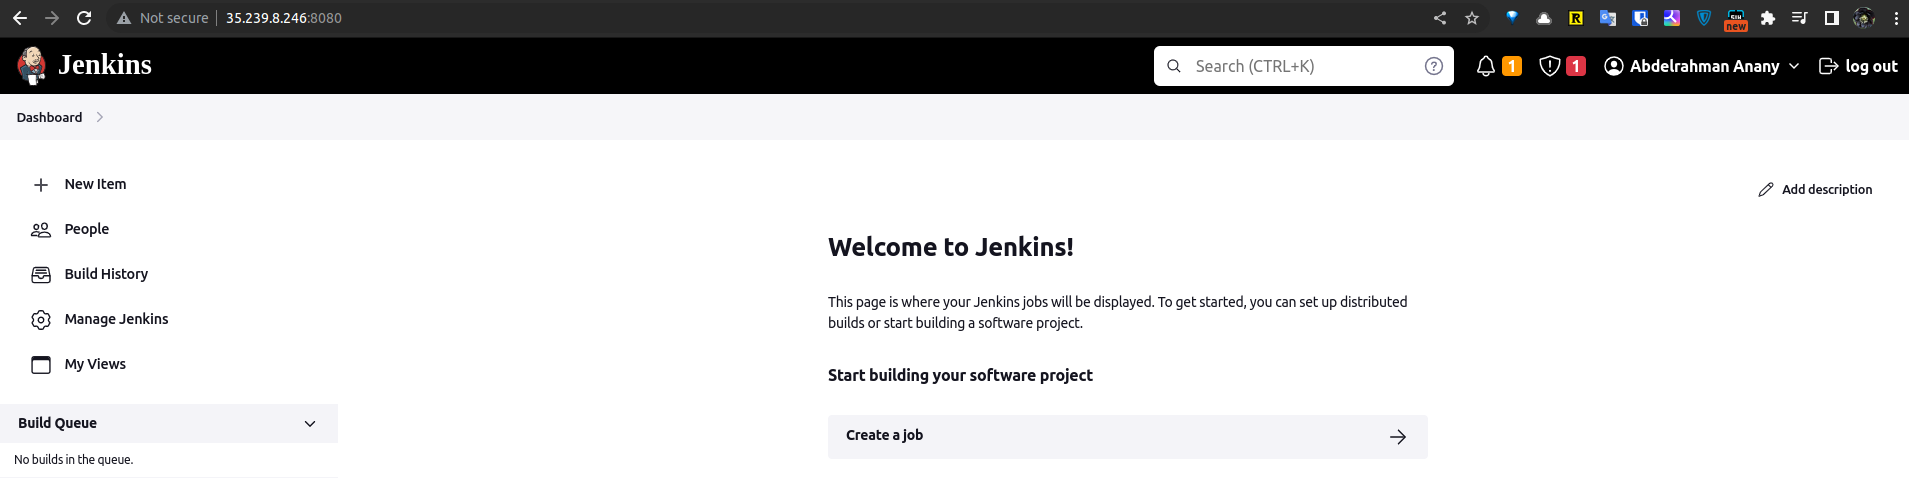 Not secure 35.239.8.246:8080
new
Jenkins
Search (CTRL+K)
1
1
Abdelrahman Anany
log out
Dashboard
New Item
Add description
People
Welcome to Jenkins!
Build History
This page is where your Jenkins jobs will be displayed. To get started, you can set up distributed
builds or start building a software project.
Manage Jenkins
My Views
Start building your software project
Build Queue
Create a job
No builds in the queue.